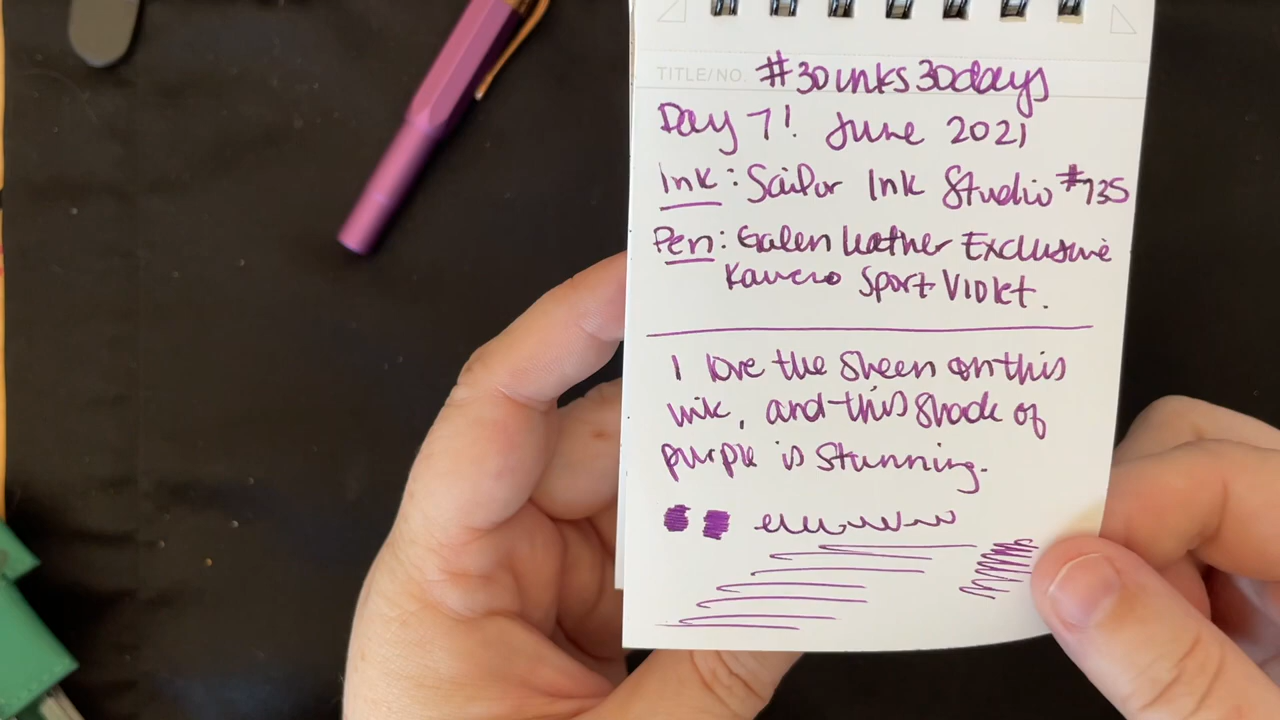 TITLE/NO. #30inks30days
Day 7! June 2021
Ink: Sailor Ink Studio #735
Pen: Galen Leather Exclusive
Kaweco Sport Violet.
I love the sheen on this
ink, and this shade of
purple is stunning.